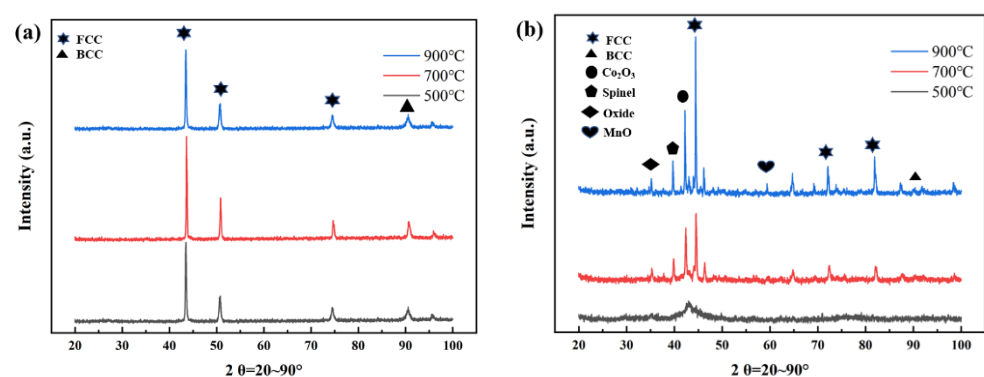 (a)
FCC
BCC
900℃
700℃
500℃
Intensity (a.u.)
20 30 40 50 60 70 80 90 100
2 θ=20~90°
(b)
FCC
BCC
Co₂O₃
Spinel
Oxide
MnO
900℃
700℃
500℃
Intensity (a.u.)
20 30 40 50 60 70 80 90 100
2 θ=20~90°